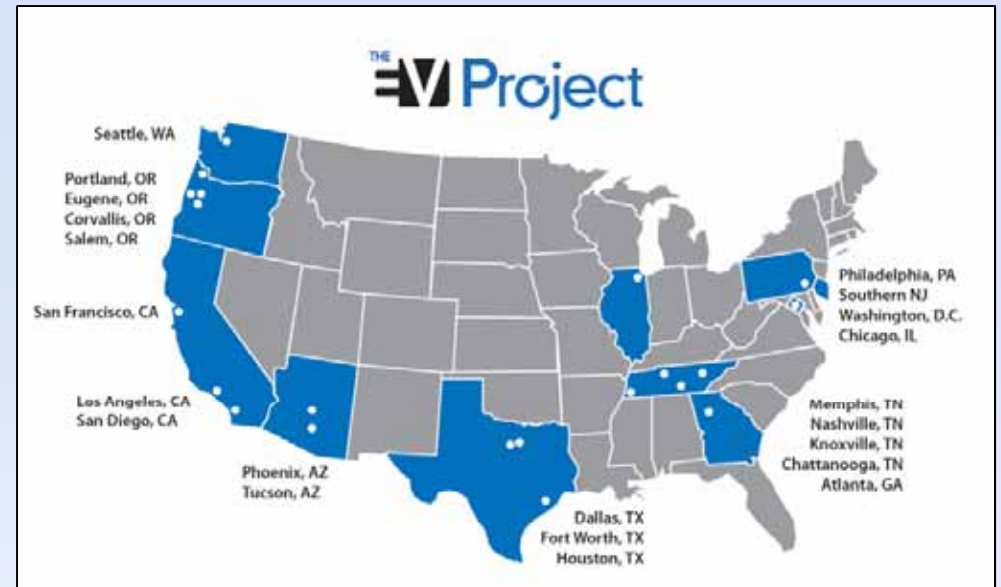 THE
EV Project
Seattle, WA
Portland, OR
Eugene, OR
Corvallis, OR
Salem, OR
San Francisco, CA
Los Angeles, CA
San Diego, CA
Phoenix, AZ
Tucson, AZ
Dallas, TX
Fort Worth, TX
Houston, TX
Philadelphia, PA
Southern NJ
Washington, D.C.
Chicago, IL
Memphis, TN
Nashville, TN
Knoxville, TN
Chattanooga, TN
Atlanta, GA